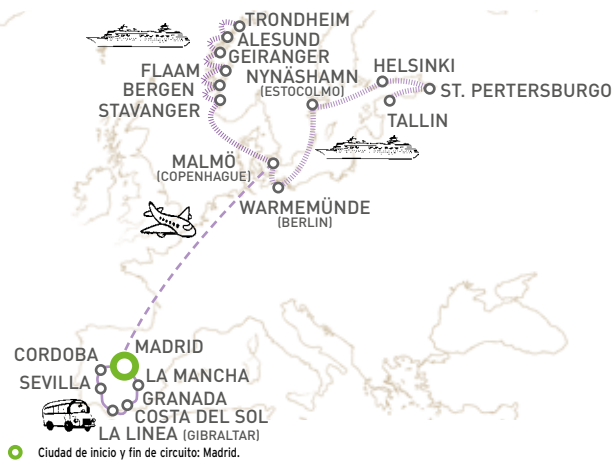 TRONDHEIM
ALESUND
GEIRANGER
FLAAM
BERGEN
STAVANGER
NYNÄSHAMN
(ESTOCOLMO)
HELSINKI
ST. PERTERSBURGO
TALLIN
MALMÖ
(COPENHAGUE)
WARMEMÜNDE
(BERLIN)
MADRID
CORDOBA
SEVILLA
LA MANCHA
GRANADA
COSTA DEL SOL
LA LINEA (GIBRALTAR)
Ciudad de inicio y fin de circuito: Madrid.